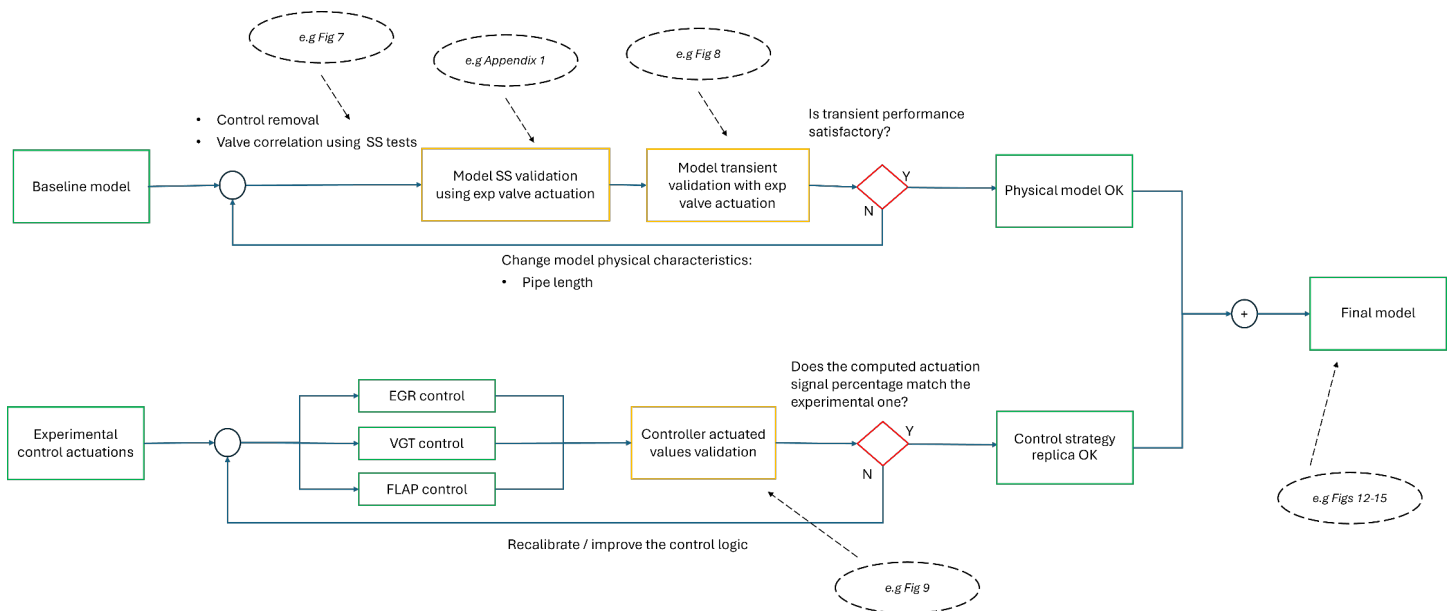 e.g Fig 7
e.g Appendix 1
e.g Fig 8
• Control removal
• Valve correlation using SS tests
Is transient performance
satisfactory?
Baseline model
Model SS validation
using exp valve actuation
Model transient
validation with exp
valve actuation
Y
N
Physical model OK
Change model physical characteristics:
• Pipe length
+
Final model
Does the computed actuation
signal percentage match the
experimental one?
Experimental
control actuations
EGR control
VGT control
FLAP control
Controller actuated
values validation
Y
N
Control strategy
replica OK
e.g Figs 12-15
Recalibrate / improve the control logic
e.g Fig 9